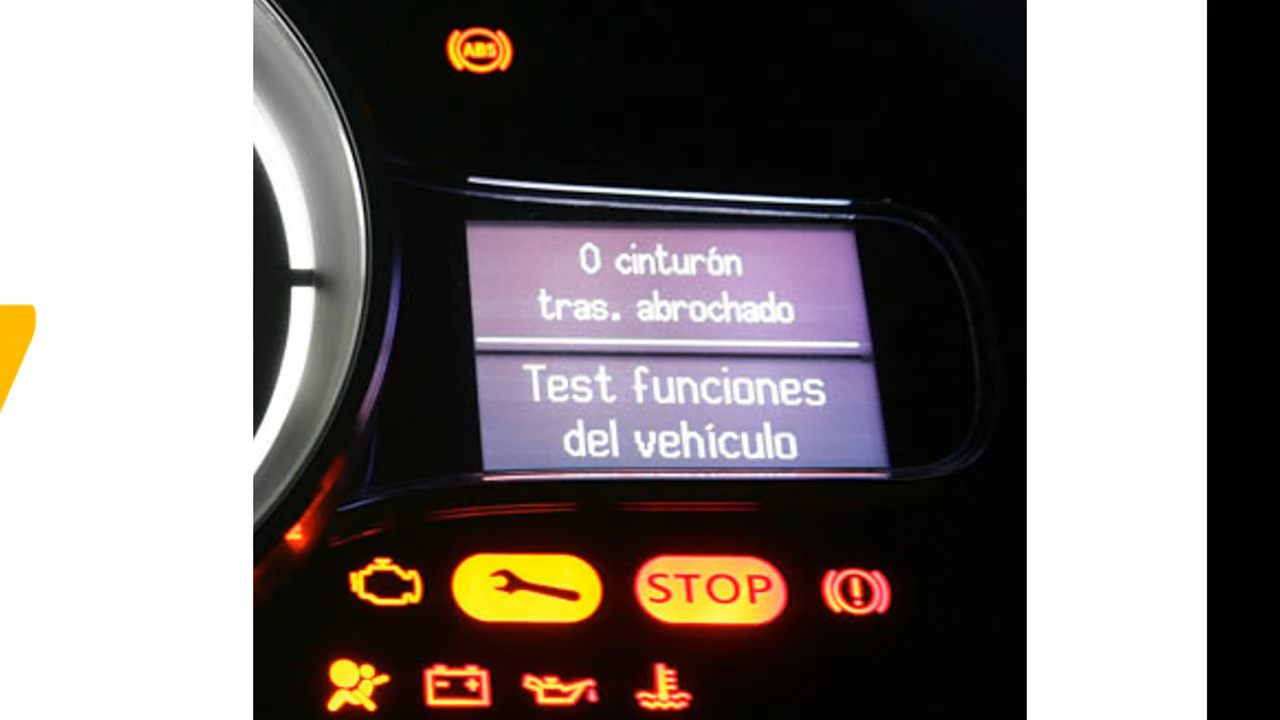 ABS
0 cinturón
tras. abrochado
Test funciones
del vehículo
STOP